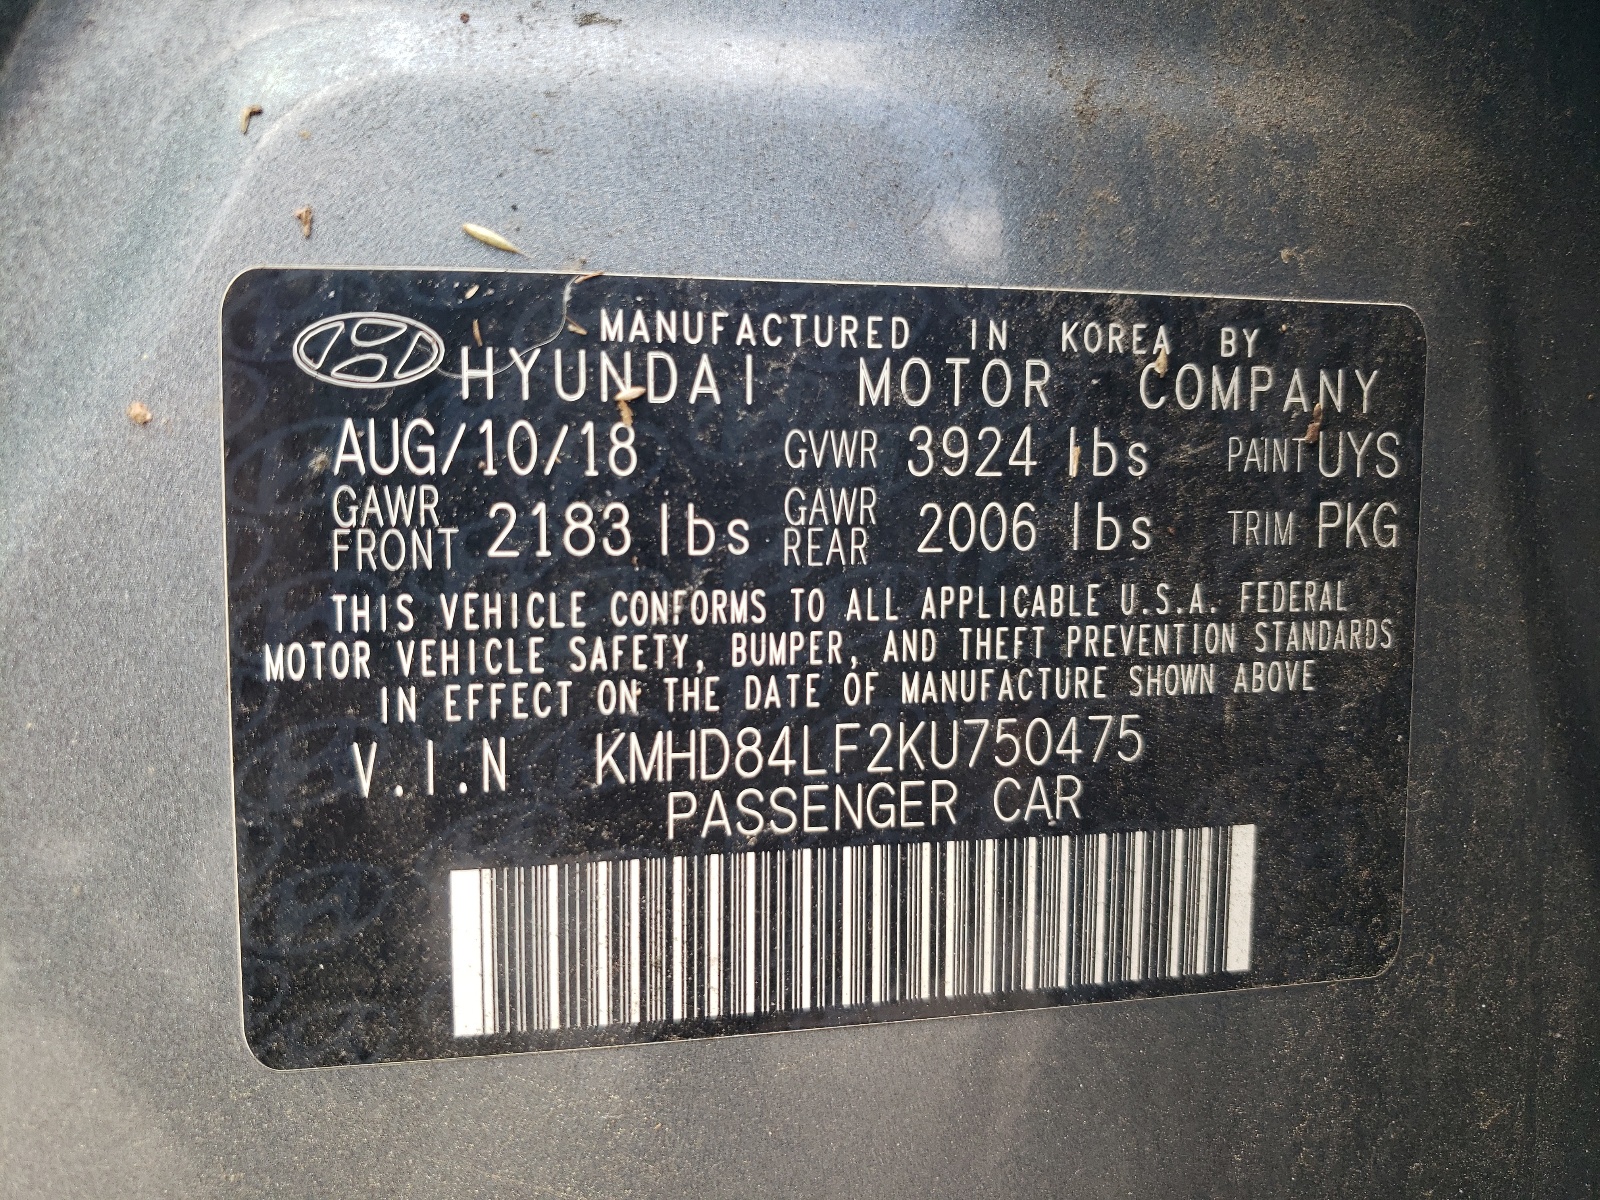 MANUFACTURED IN KOREA BY
HYUNDAI MOTOR COMPANY
AUG/10/18 GVWR 3924 lbs PAINT UYS
GAWR FRONT 2183 lbs GAWR REAR 2006 lbs TRIM PKG
THIS VEHICLE CONFORMS TO ALL APPLICABLE U.S.A. FEDERAL
MOTOR VEHICLE SAFETY, BUMPER, AND THEFT PREVENTION STANDARDS
IN EFFECT ON THE DATE OF MANUFACTURE SHOWN ABOVE
V.I.N KMHD84LF2KU750475
PASSENGER CAR